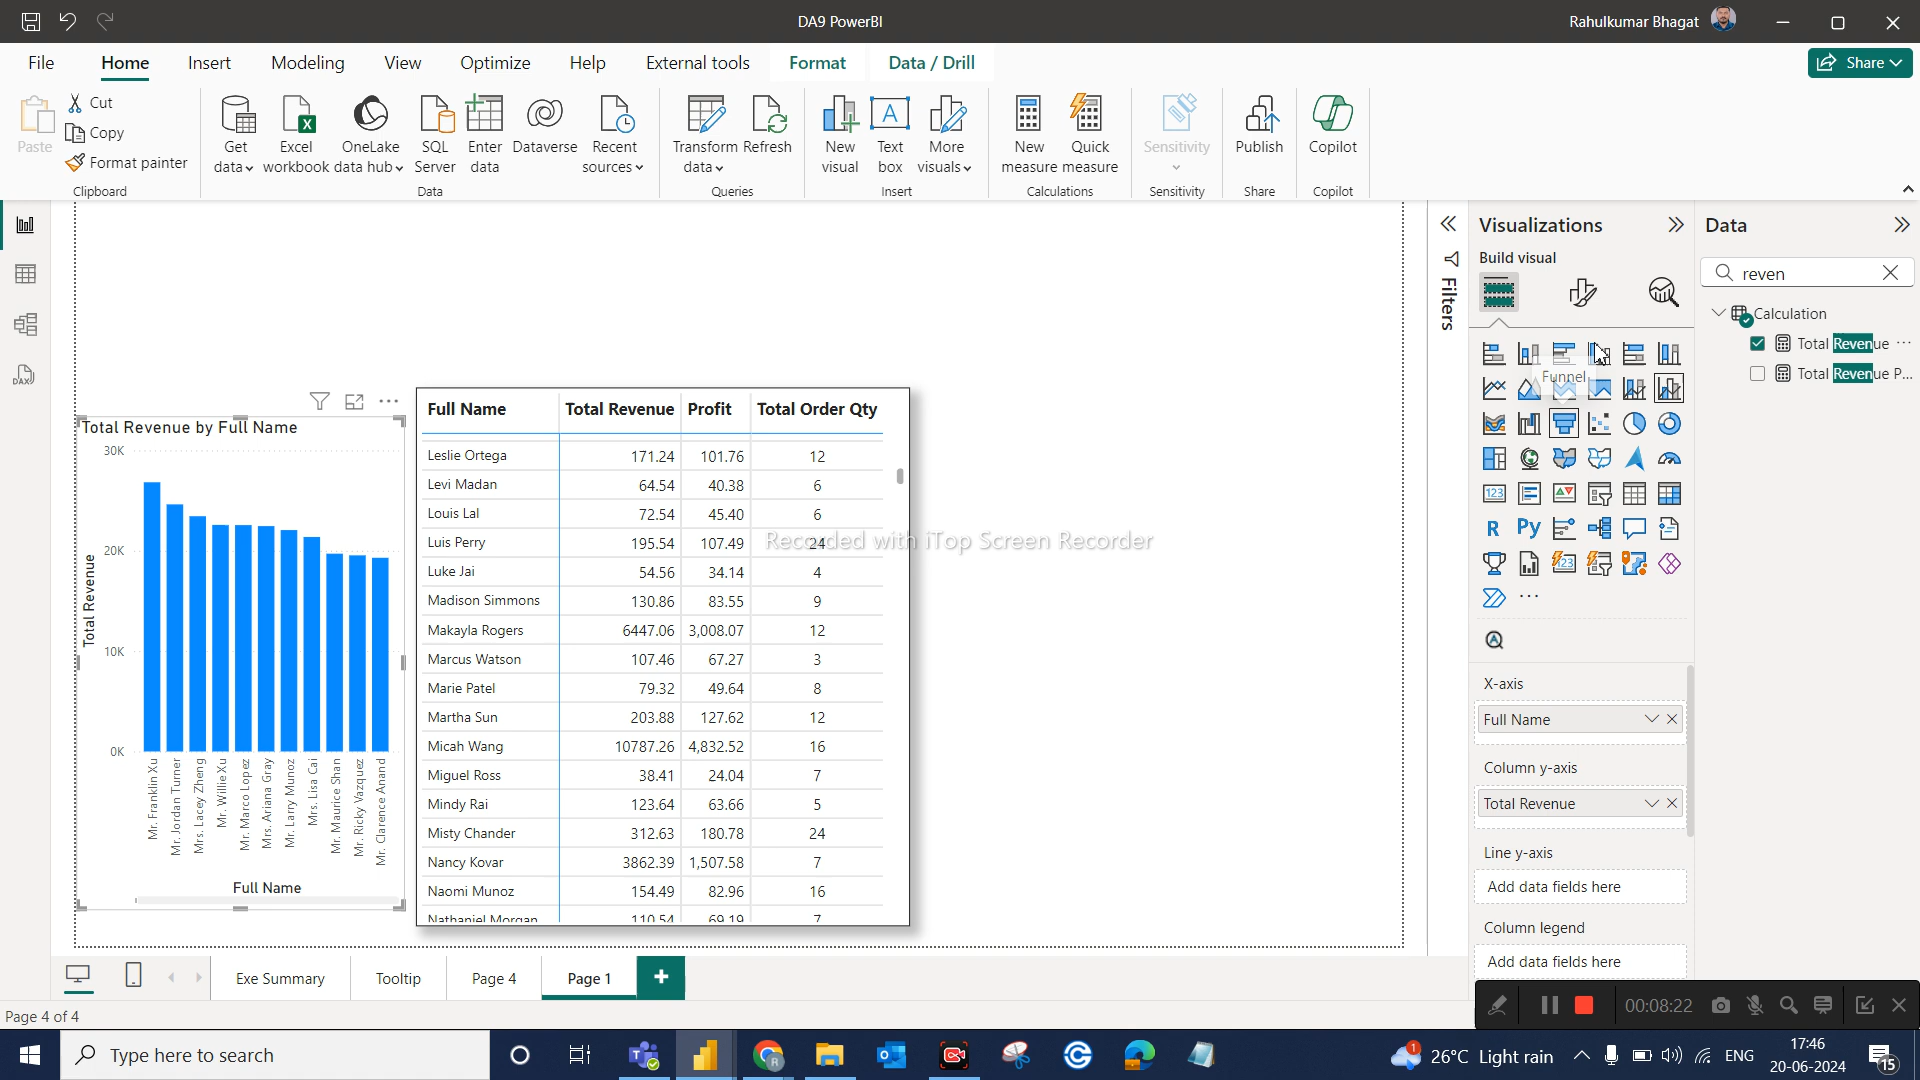 DA9 PowerBI
Rahulkumar Bhagat
File Home Insert Modeling View Optimize Help External tools Format Data / Drill
Share
Paste
Cut
Copy
Format painter
Clipboard
Get data
Excel workbook
OneLake data hub
SQL Server
Enter data
Dataverse
Recent sources
Data
Transform data
Refresh
Queries
New visual
Text box
More visuals
Insert
New measure
Quick measure
Calculations
Sensitivity
Sensitivity
Publish
Share
Copilot
Copilot
Total Revenue by Full Name
30K
20K
10K
0K
Total Revenue
Mr. Franklin Xu
Mr. Jordan Turner
Mrs. Lacey Zheng
Mr. Willie Xu
Mr. Marco Lopez
Mrs. Ariana Gray
Mr. Larry Munoz
Mrs. Lisa Cai
Mr. Maurice Shan
Mr. Ricky Vazquez
Mr. Clarence Anand
Full Name
Full Name Total Revenue Profit Total Order Qty
Leslie Ortega 171.24 101.76 12
Levi Madan 64.54 40.38 6
Louis Lal 72.54 45.40 6
Luis Perry 195.54 107.49 24
Luke Jai 54.56 34.14 4
Madison Simmons 130.86 83.55 9
Makayla Rogers 6447.06 3,008.07 12
Marcus Watson 107.46 67.27 3
Marie Patel 79.32 49.64 8
Martha Sun 203.88 127.62 12
Micah Wang 10787.26 4,832.52 16
Miguel Ross 38.41 24.04 7
Mindy Rai 123.64 63.66 5
Misty Chander 312.63 180.78 24
Nancy Kovar 3862.39 1,507.58 7
Naomi Munoz 154.49 82.96 16
Nathaniel Morgan 110.54 69.19 7
Recorded with iTop Screen Recorder
Filters
Visualizations
Build visual
Funnel
123
R
Py
123
X-axis
Full Name
Column y-axis
Total Revenue
Line y-axis
Add data fields here
Column legend
Add data fields here
Data
reven
Calculation
Total Revenue
Total Revenue P...
DAX
Exe Summary Tooltip Page 4 Page 1
Page 4 of 4
00:08:22
Type here to search
26°C Light rain
ENG
17:46
20-06-2024
15